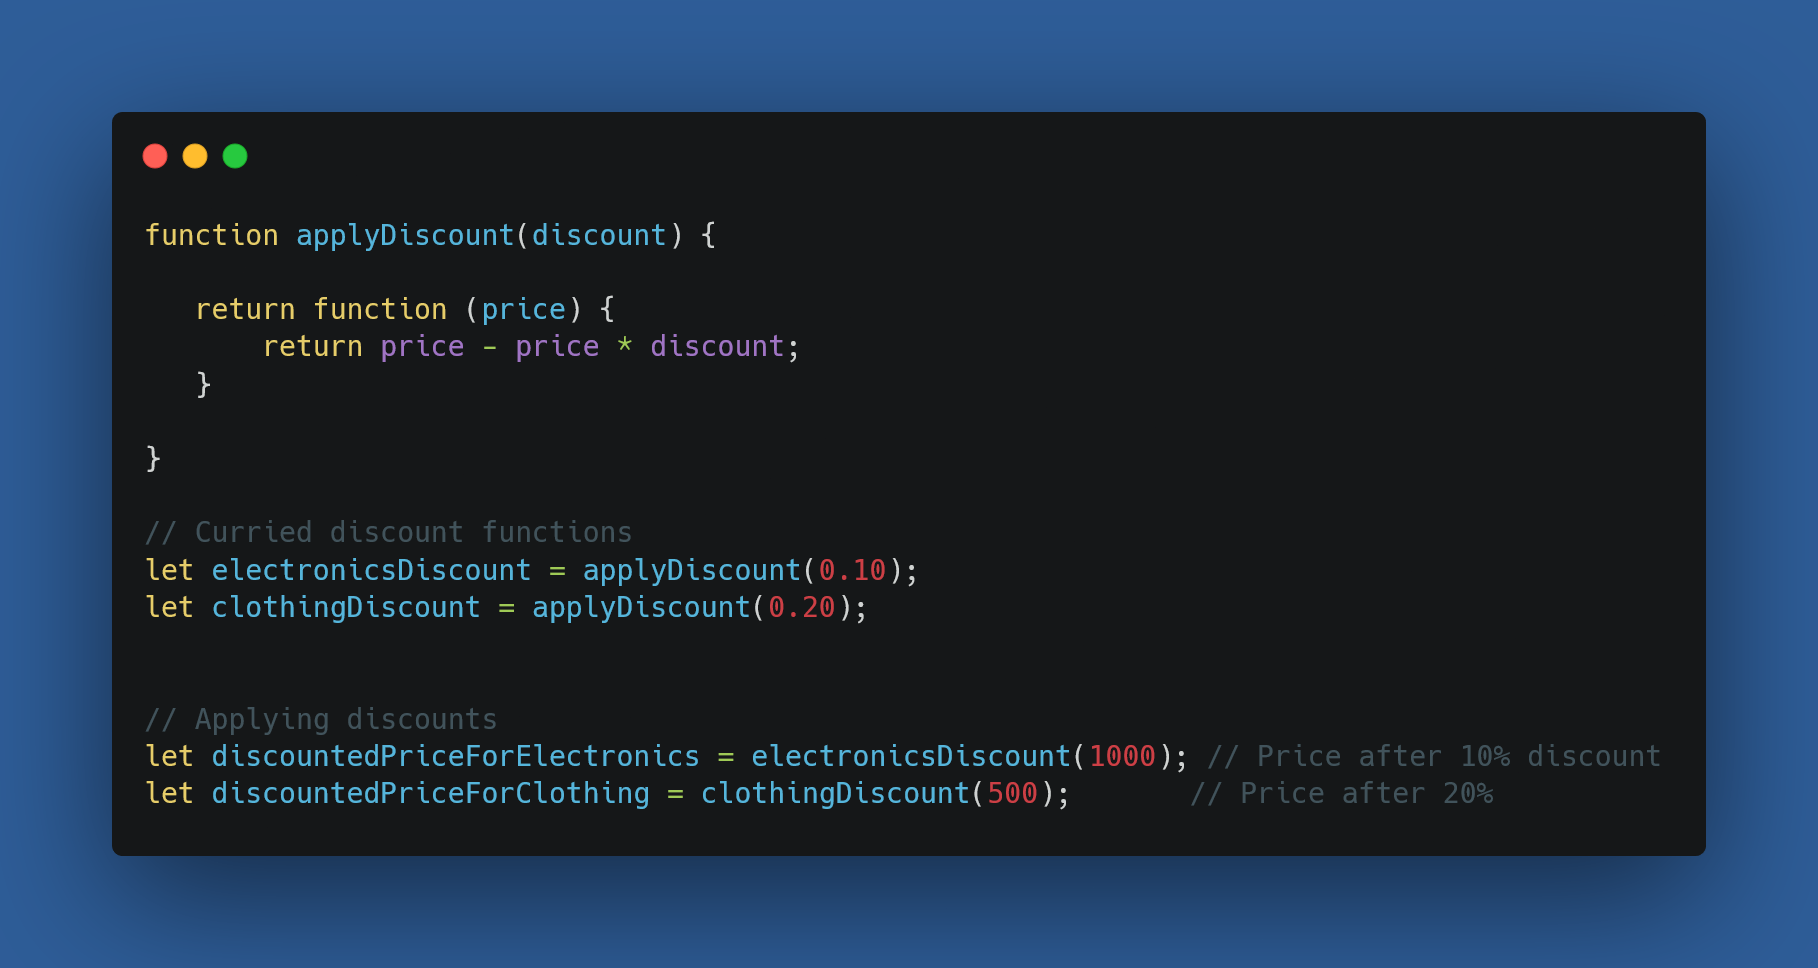 function applyDiscount(discount) {
return function (price) {
return price - price * discount;
}
}
// Curried discount functions
let electronicsDiscount = applyDiscount(0.10);
let clothingDiscount = applyDiscount(0.20);
// Applying discounts
let discountedPriceForElectronics = electronicsDiscount(1000); // Price after 10% discount
let discountedPriceForClothing = clothingDiscount(500); // Price after 20%